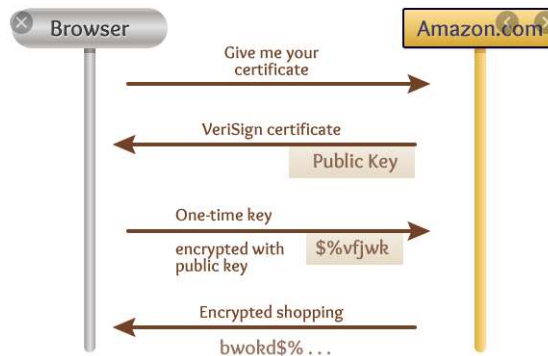 Browser
Amazon.com
Give me your
certificate
VeriSign certificate
Public Key
One-time key
encrypted with
public key
$%vfjwk
Encrypted shopping
bwokd$% . . .